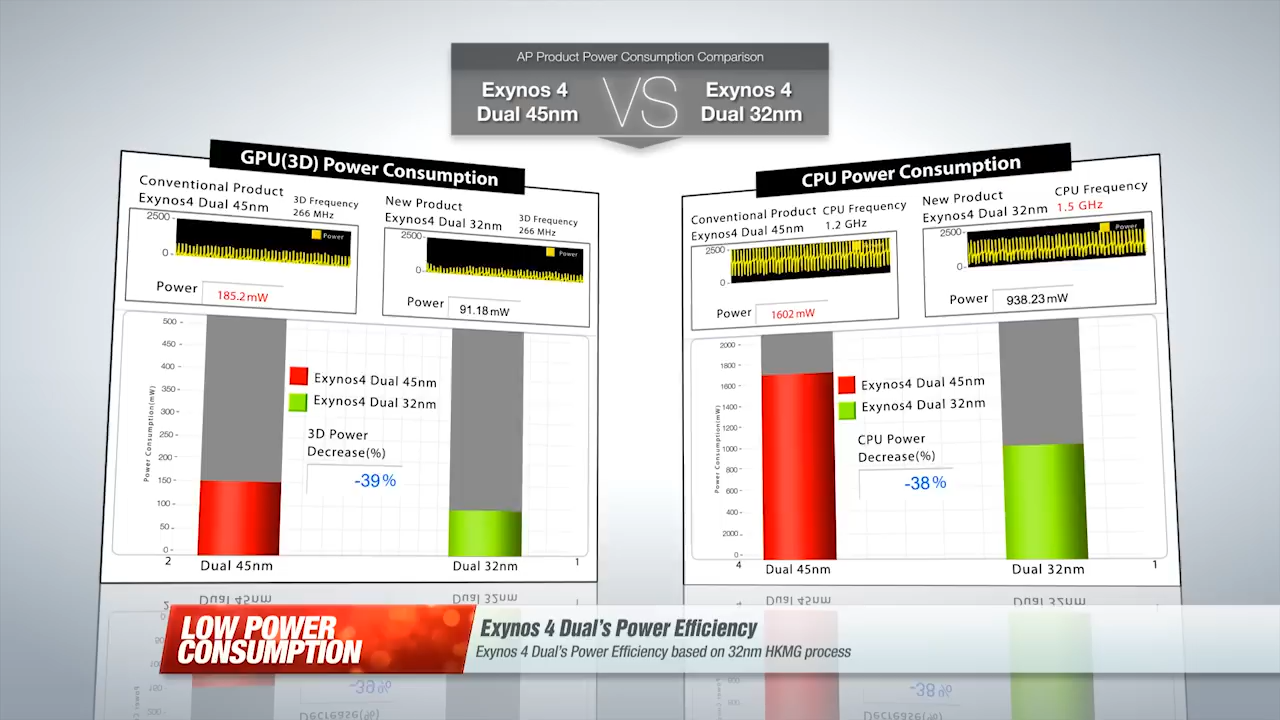 AP Product Power Consumption Comparison
Exynos 4
Dual 45nm
VS
Exynos 4
Dual 32nm
GPU(3D) Power Consumption
Conventional Product
Exynos4 Dual 45nm
3D Frequency
266 MHz
2500
0
Power
Power
185.2mW
New Product
Exynos4 Dual 32nm
3D Frequency
266 MHz
2500
0
Power
Power
91.18mW
500
450
400
350
300
250
200
150
100
50
0
Power Consumption(mW)
Exynos4 Dual 45nm
Exynos4 Dual 32nm
3D Power
Decrease(%)
-39%
2
Dual 45nm
Dual 32nm
1
CPU Power Consumption
Conventional Product
Exynos4 Dual 45nm
CPU Frequency
1.2 GHz
2500
0
Power
1602mW
New Product
Exynos4 Dual 32nm
CPU Frequency
1.5 GHz
2500
0
Power
Power
938.23mW
2000
1800
1600
1400
1200
1000
800
600
400
2000
0
Power Consumption(mW)
Exynos4 Dual 45nm
Exynos4 Dual 32nm
CPU Power
Decrease(%)
-38%
4
Dual 45nm
Dual 32nm
1
LOW POWER
CONSUMPTION
Exynos 4 Dual's Power Efficiency
Exynos 4 Dual's Power Efficiency based on 32nm HKMG process